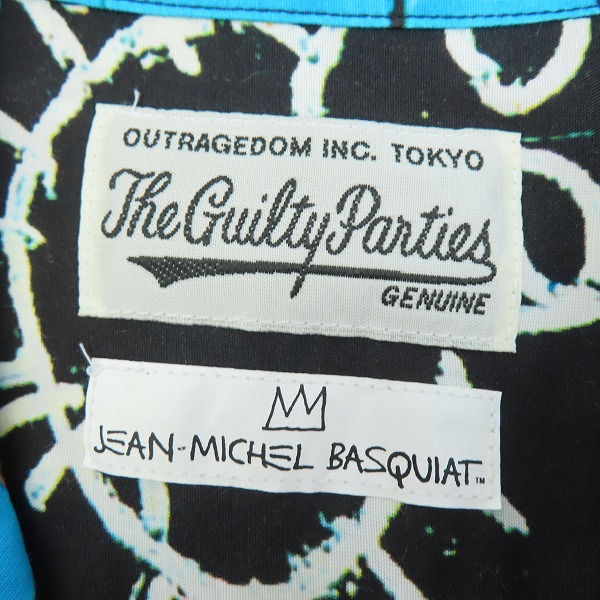 OUTRAGEDOM INC. TOKYO
The Guilty Parties
GENUINE
JEAN-MICHEL BASQUIAT™